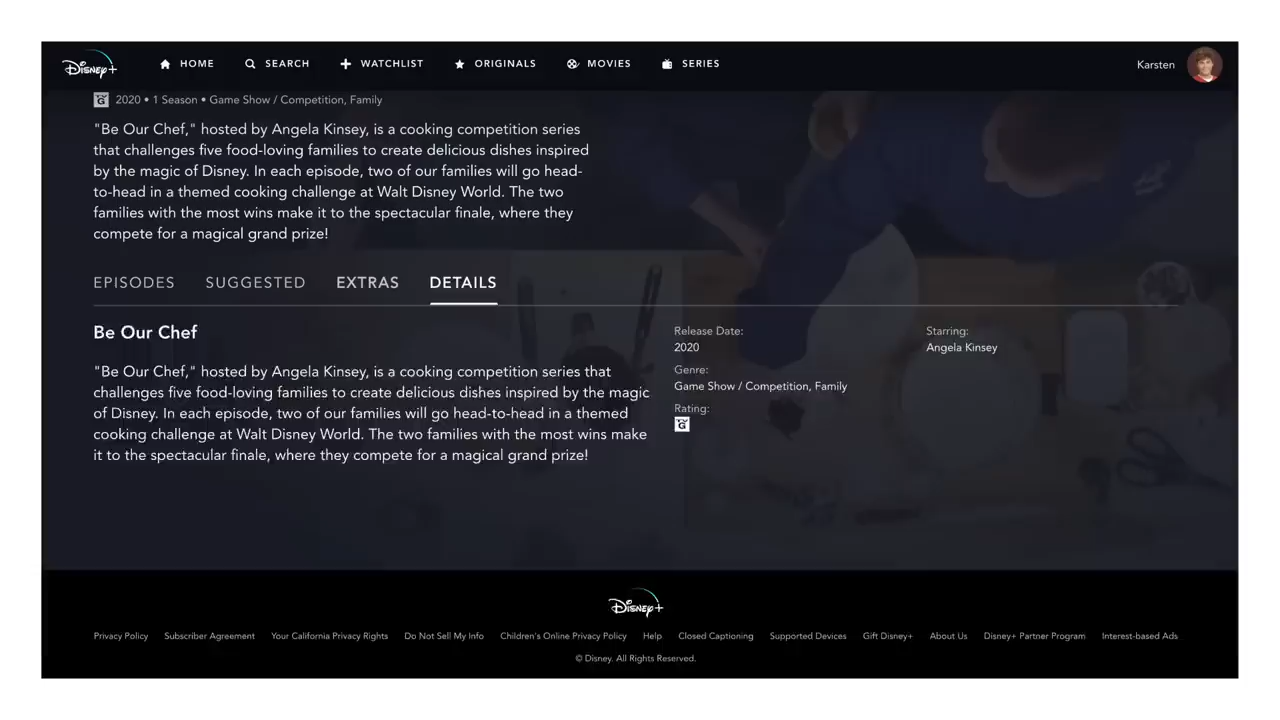 Disney+
HOME
SEARCH
WATCHLIST
ORIGINALS
MOVIES
SERIES
Karsten
G 2020 • 1 Season • Game Show / Competition, Family
"Be Our Chef," hosted by Angela Kinsey, is a cooking competition series
that challenges five food-loving families to create delicious dishes inspired
by the magic of Disney. In each episode, two of our families will go head-
to-head in a themed cooking challenge at Walt Disney World. The two
families with the most wins make it to the spectacular finale, where they
compete for a magical grand prize!
EPISODES
SUGGESTED
EXTRAS
DETAILS
Be Our Chef
"Be Our Chef," hosted by Angela Kinsey, is a cooking competition series that
challenges five food-loving families to create delicious dishes inspired by the magic
of Disney. In each episode, two of our families will go head-to-head in a themed
cooking challenge at Walt Disney World. The two families with the most wins make
it to the spectacular finale, where they compete for a magical grand prize!
Release Date:
2020
Genre:
Game Show / Competition, Family
Rating:
G
Starring:
Angela Kinsey
Disney+
Privacy Policy
Subscriber Agreement
Your California Privacy Rights
Do Not Sell My Info
Children's Online Privacy Policy
Help
Closed Captioning
Supported Devices
Gift Disney+
About Us
Disney+ Partner Program
Interest-based Ads
© Disney. All Rights Reserved.